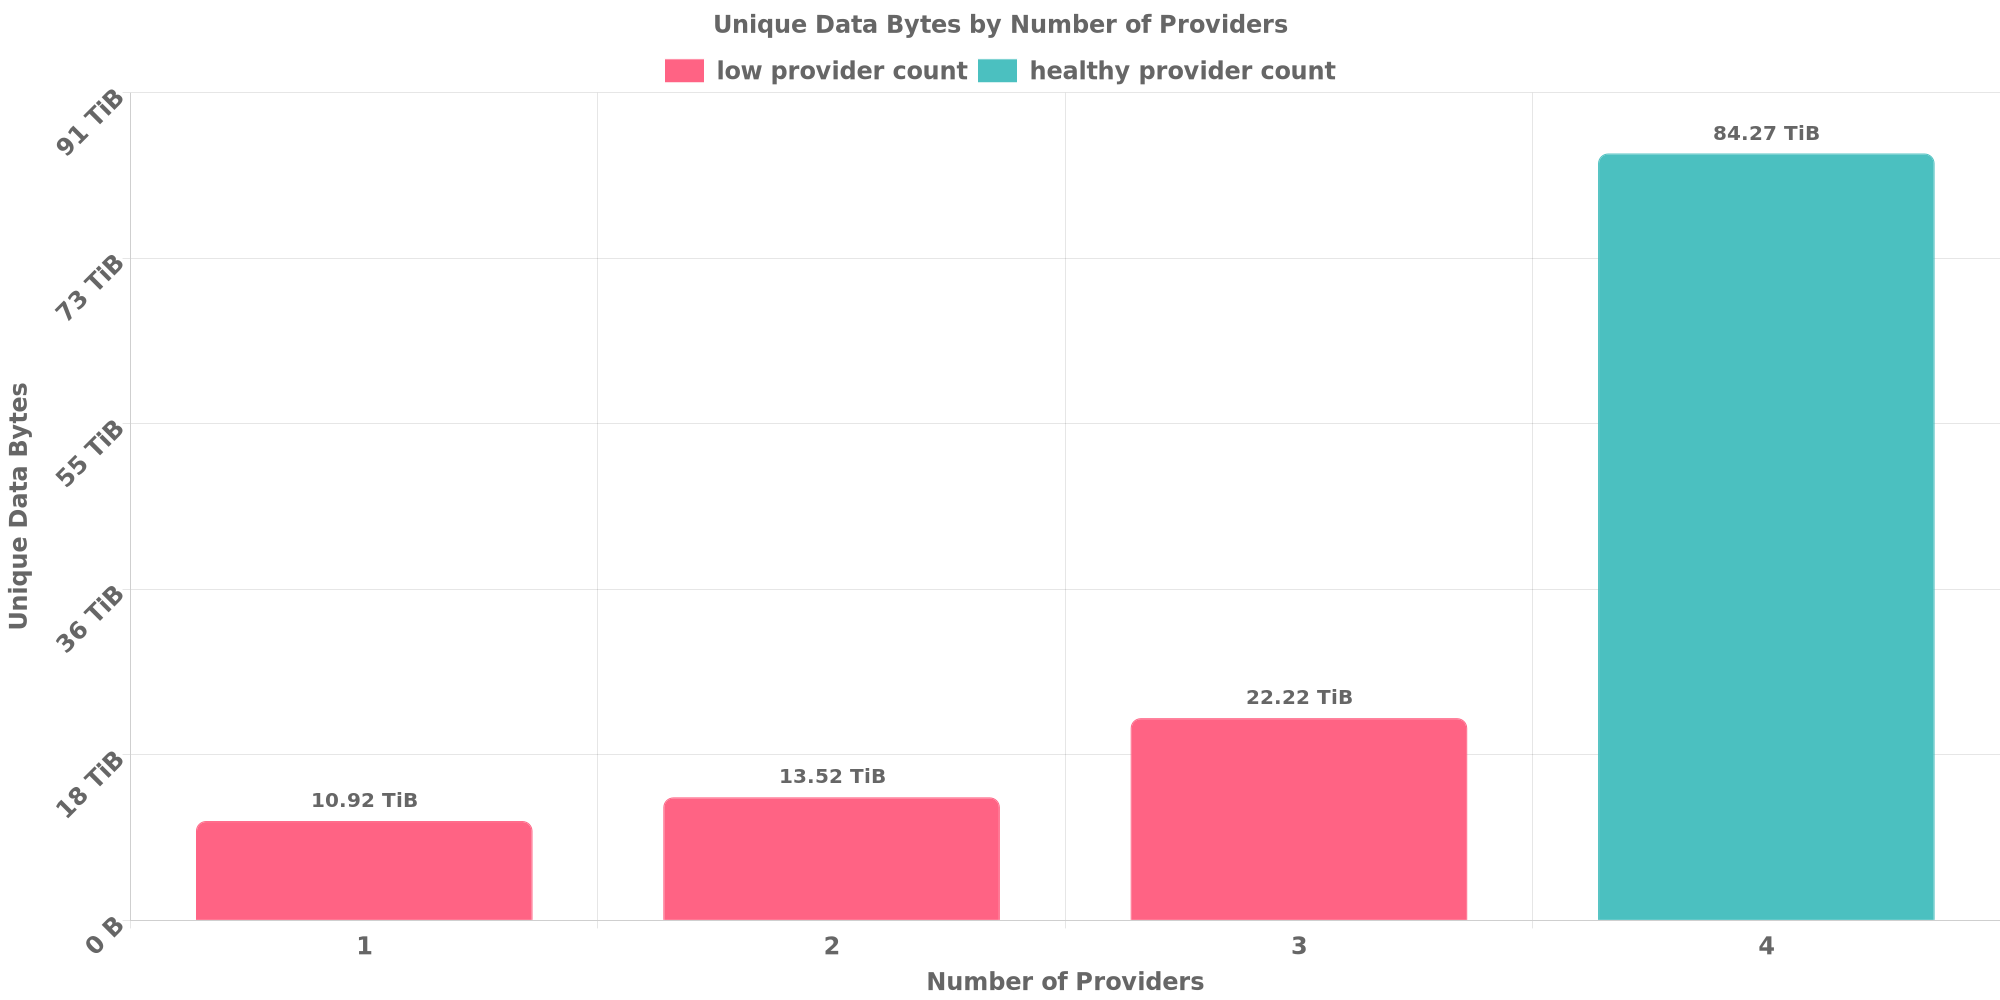 Unique Data Bytes by Number of Providers
low provider count healthy provider count
91 TiB
73 TiB
55 TiB
36 TiB
18 TiB
0 B
Unique Data Bytes
10.92 TiB
13.52 TiB
22.22 TiB
84.27 TiB
1 2 3 4
Number of Providers